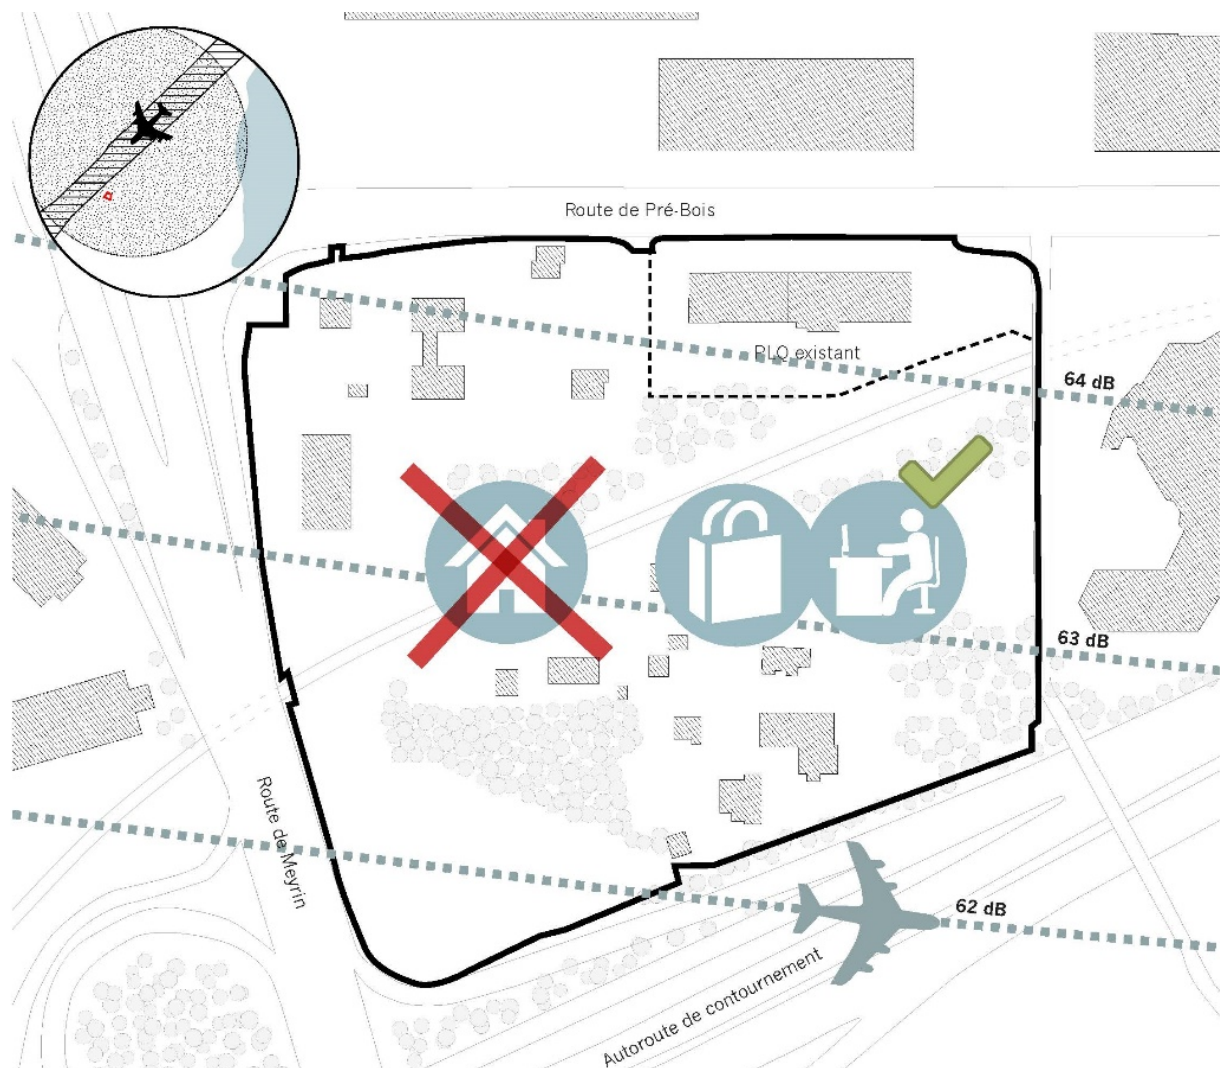 Route de Pré-Bois
PLQ existant
64 dB
63 dB
Route de Meyrin
62 dB
Autoroute de contournement